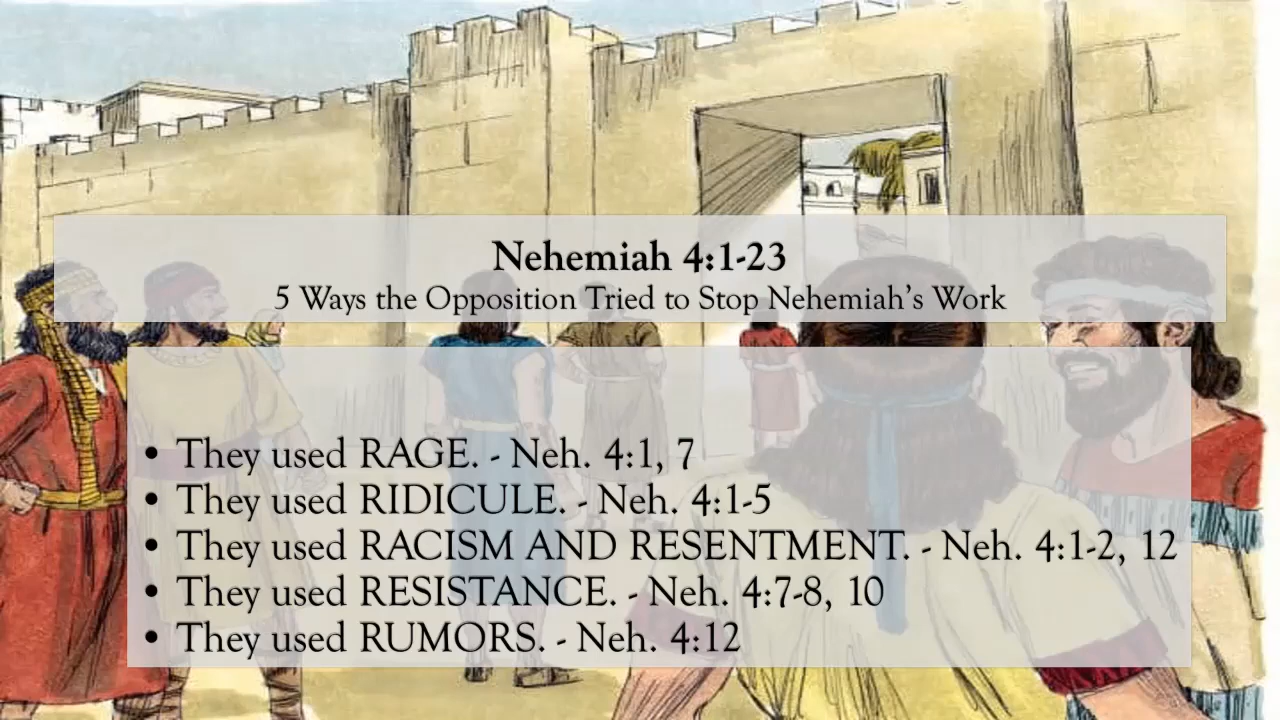 Nehemiah 4:1-23
5 Ways the Opposition Tried to Stop Nehemiah's Work
• They used RAGE. - Neh. 4:1, 7
• They used RIDICULE. - Neh. 4:1-5
• They used RACISM AND RESENTMENT. - Neh. 4:1-2, 12
• They used RESISTANCE. - Neh. 4:7-8, 10
• They used RUMORS. - Neh. 4:12